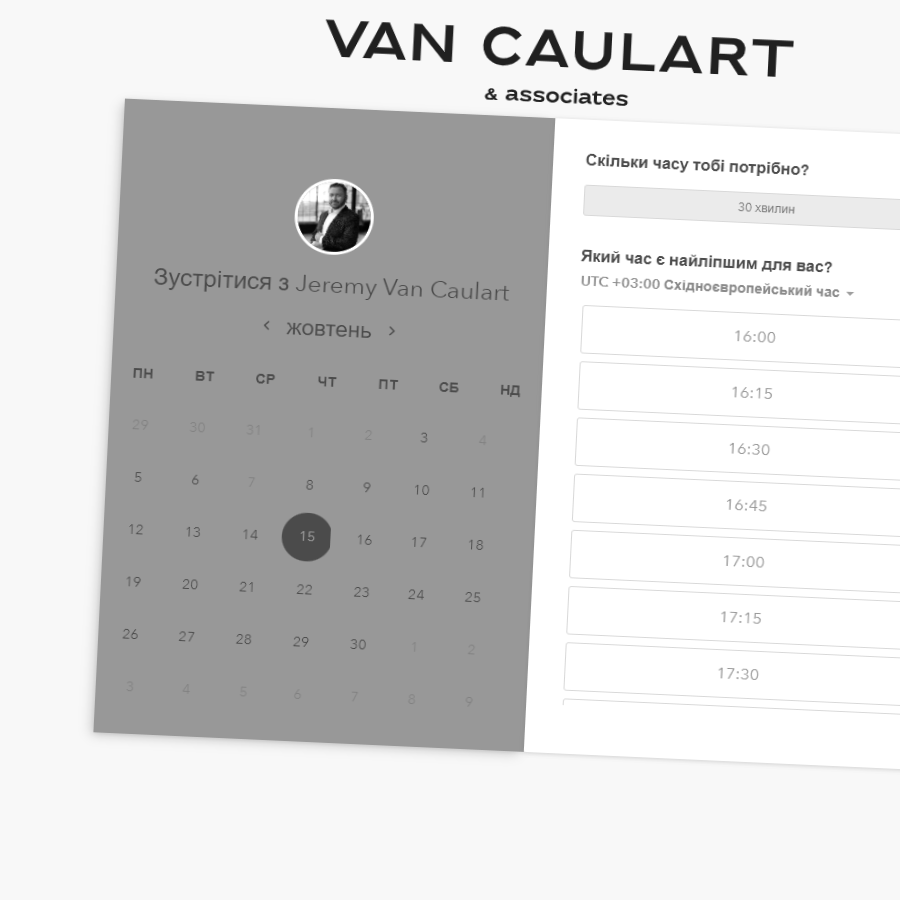 VAN CAULART
& associates
Зустрітися з Jeremy Van Caulart
жовтень
ПН ВТ СР ЧТ ПТ СБ НД
29 30 31 1 2 3 4
5 6 7 8 9 10 11
12 13 14 15 16 17 18
19 20 21 22 23 24 25
26 27 28 29 30 1 2
3 4 5 6 7 8 9
Скільки часу тобі потрібно?
30 хвилин
Який час є найліпшим для вас?
UTC +03:00 Східноєвропейський час
16:00
16:15
16:30
16:45
17:00
17:15
17:30